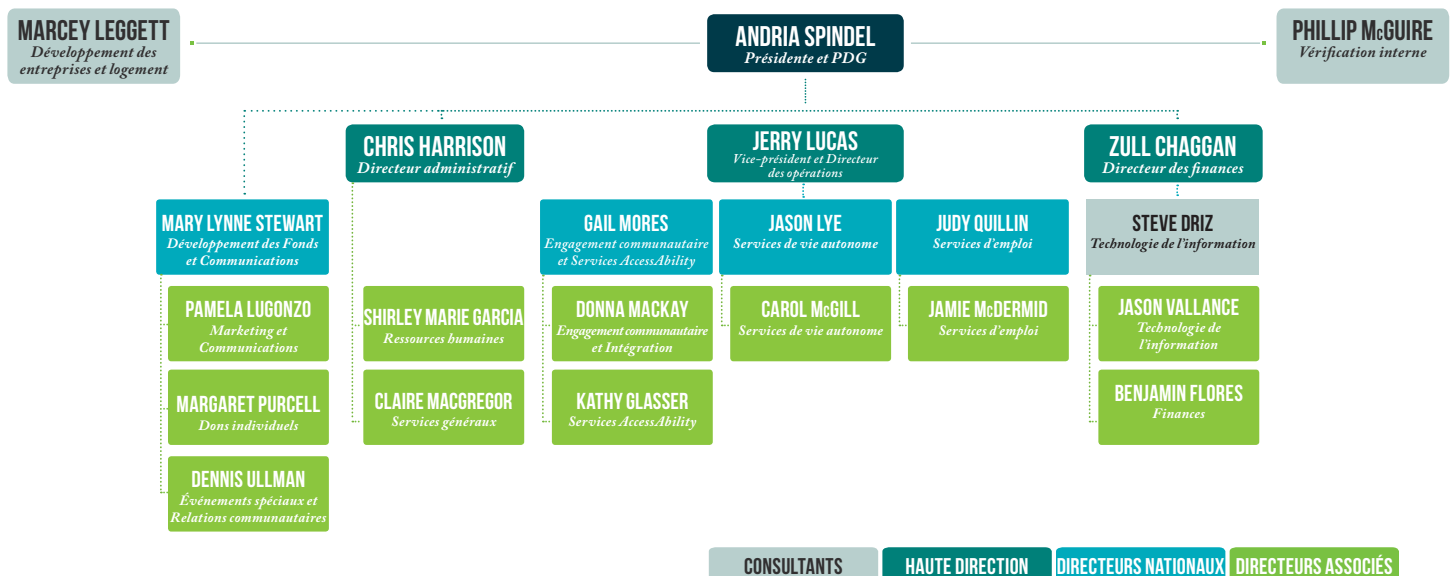 MARCEY LEGGETT
Développement des
entreprises et logement
ANDRIA SPINDEL
Présidente et PDG
PHILLIP McGUIRE
Vérification interne
CHRIS HARRISON
Directeur administratif
JERRY LUCAS
Vice-président et Directeur
des opérations
ZULL CHAGGAN
Directeur des finances
MARY LYNNE STEWART
Développement des Fonds
et Communications
GAIL MORES
Engagement communautaire
et Services AccessAbility
JASON LYE
Services de vie autonome
JUDY QUILLIN
Services d'emploi
STEVE DRIZ
Technologie de l'information
PAMELA LUGONZO
Marketing et
Communications
SHIRLEY MARIE GARCIA
Ressources humaines
DONNA MACKAY
Engagement communautaire
et Intégration
CAROL McGILL
Services de vie autonome
JAMIE McDERMID
Services d'emploi
JASON VALLANCE
Technologie de
l'information
MARGARET PURCELL
Dons individuels
CLAIRE MACGREGOR
Services généraux
KATHY GLASSER
Services AccessAbility
BENJAMIN FLORES
Finances
DENNIS ULLMAN
Événements spéciaux et
Relations communautaires
CONSULTANTS
HAUTE DIRECTION
DIRECTEURS NATIONAUX
DIRECTEURS ASSOCIÉS